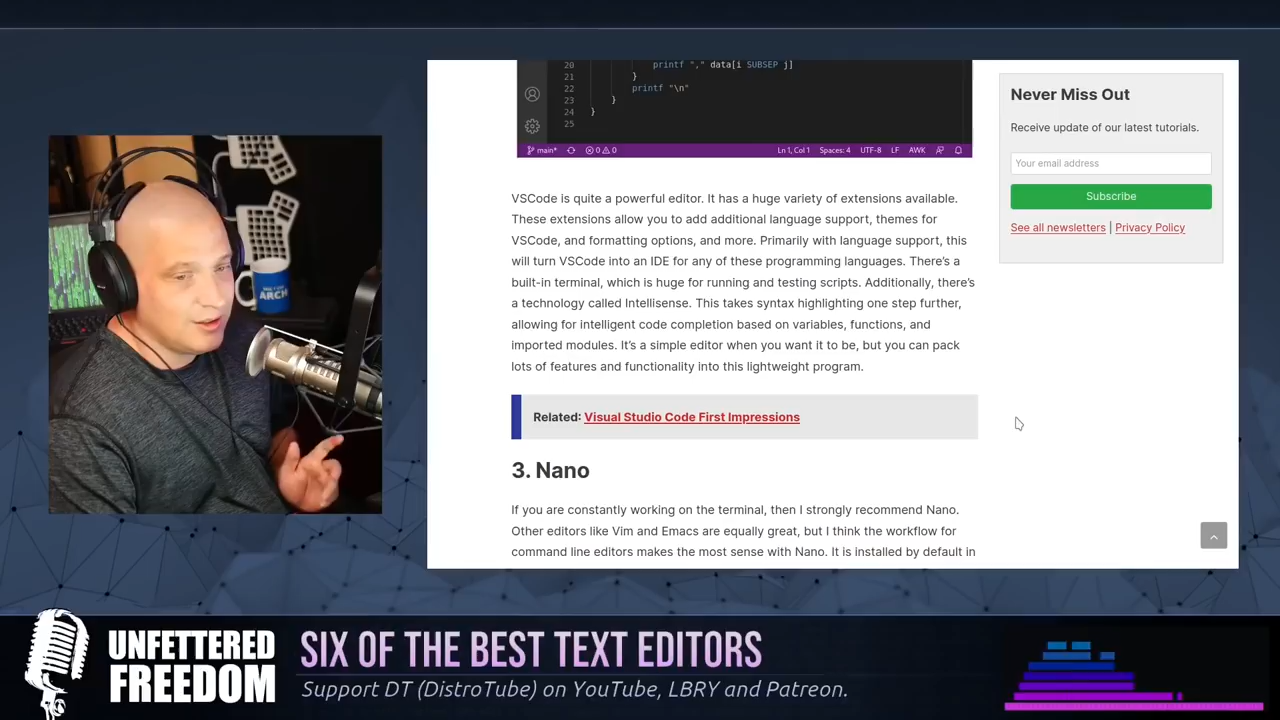 20 printf "," data[i SUBSEP j]
21 }
22 printf "\n"
23 }
24 }
25
main* 0 0 Ln 1, Col 1 Spaces: 4 UTF-8 LF AWK
VSCode is quite a powerful editor. It has a huge variety of extensions available.
These extensions allow you to add additional language support, themes for
VSCode, and formatting options, and more. Primarily with language support, this
will turn VSCode into an IDE for any of these programming languages. There's a
built-in terminal, which is huge for running and testing scripts. Additionally, there's
a technology called Intellisense. This takes syntax highlighting one step further,
allowing for intelligent code completion based on variables, functions, and
imported modules. It's a simple editor when you want it to be, but you can pack
lots of features and functionality into this lightweight program.
Related: Visual Studio Code First Impressions
3. Nano
If you are constantly working on the terminal, then I strongly recommend Nano.
Other editors like Vim and Emacs are equally great, but I think the workflow for
command line editors makes the most sense with Nano. It is installed by default in
Never Miss Out
Receive update of our latest tutorials.
Your email address
Subscribe
See all newsletters | Privacy Policy
ARCH
UNFETTERED
FREEDOM
SIX OF THE BEST TEXT EDITORS
Support DT (DistroTube) on YouTube, LBRY and Patreon.